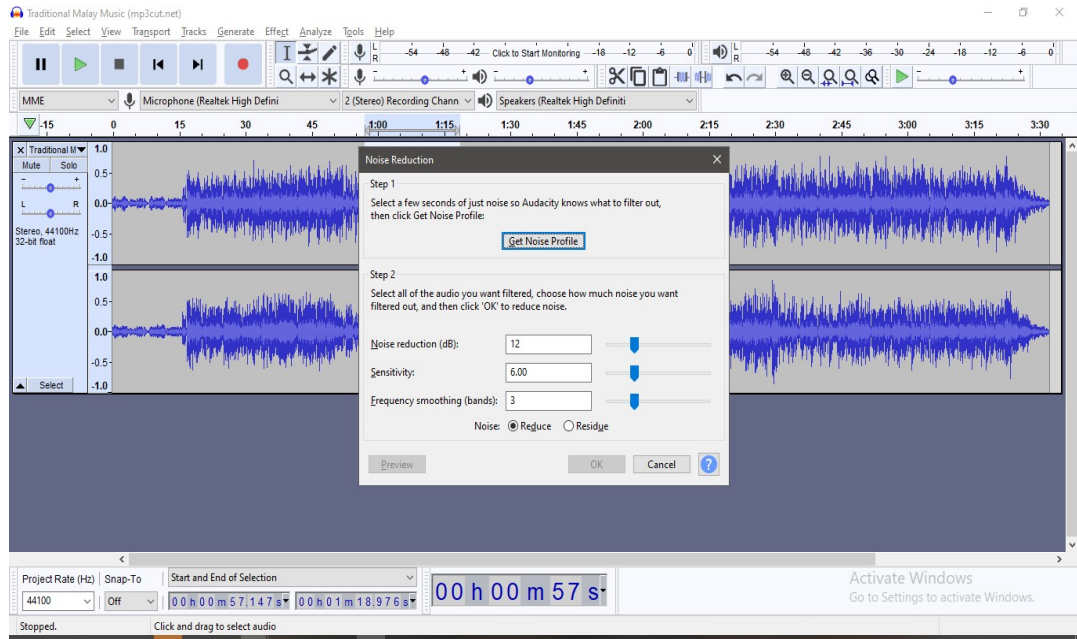 Traditional Malay Music (mp3cut.net)
File Edit Select View Transport Tracks Generate Effect Analyze Tools Help
L R -54 -48 -42 Click to Start Monitoring -18 -12 -6 0 L R -54 -48 -42 -36 -30 -24 -18 -12 -6 0
MME Microphone (Realtek High Defini 2 (Stereo) Recording Chann Speakers (Realtek High Definiti
-15 0 15 30 45 1:00 1:15 1:30 1:45 2:00 2:15 2:30 2:45 3:00 3:15 3:30
X Traditional M 1.0
Mute Solo 0.5
- +
L R 0.0
Stereo, 44100Hz -0.5
32-bit float
-1.0
1.0
0.5
0.0
-0.5
Select -1.0
Noise Reduction
Step 1
Select a few seconds of just noise so Audacity knows what to filter out,
then click Get Noise Profile:
Get Noise Profile
Step 2
Select all of the audio you want filtered, choose how much noise you want
filtered out, and then click 'OK' to reduce noise.
Noise reduction (dB): 12
Sensitivity: 6.00
Frequency smoothing (bands): 3
Noise: Reduce Residue
Preview OK Cancel ?
Project Rate (Hz) Snap-To Start and End of Selection
44100 Off 00h00m57.147s 00h01m18.976s 00h00m57s
Activate Windows
Go to Settings to activate Windows.
Stopped. Click and drag to select audio